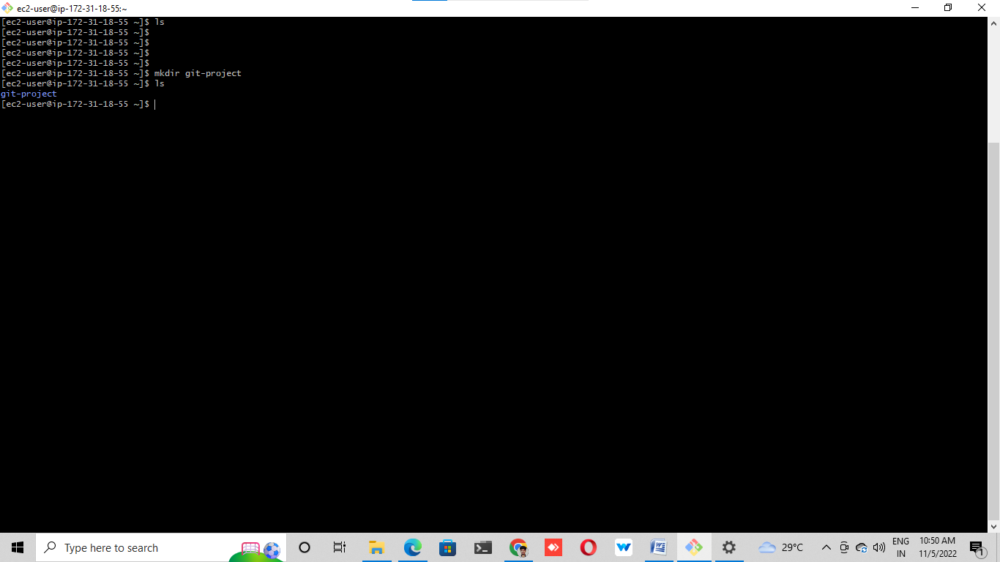 ec2-user@ip-172-31-18-55:~
[ec2-user@ip-172-31-18-55 ~]$ ls
[ec2-user@ip-172-31-18-55 ~]$
[ec2-user@ip-172-31-18-55 ~]$
[ec2-user@ip-172-31-18-55 ~]$
[ec2-user@ip-172-31-18-55 ~]$
[ec2-user@ip-172-31-18-55 ~]$ mkdir git-project
[ec2-user@ip-172-31-18-55 ~]$ ls
git-project
[ec2-user@ip-172-31-18-55 ~]$
Type here to search
29°C
ENG
IN
10:50 AM
11/5/2022
1